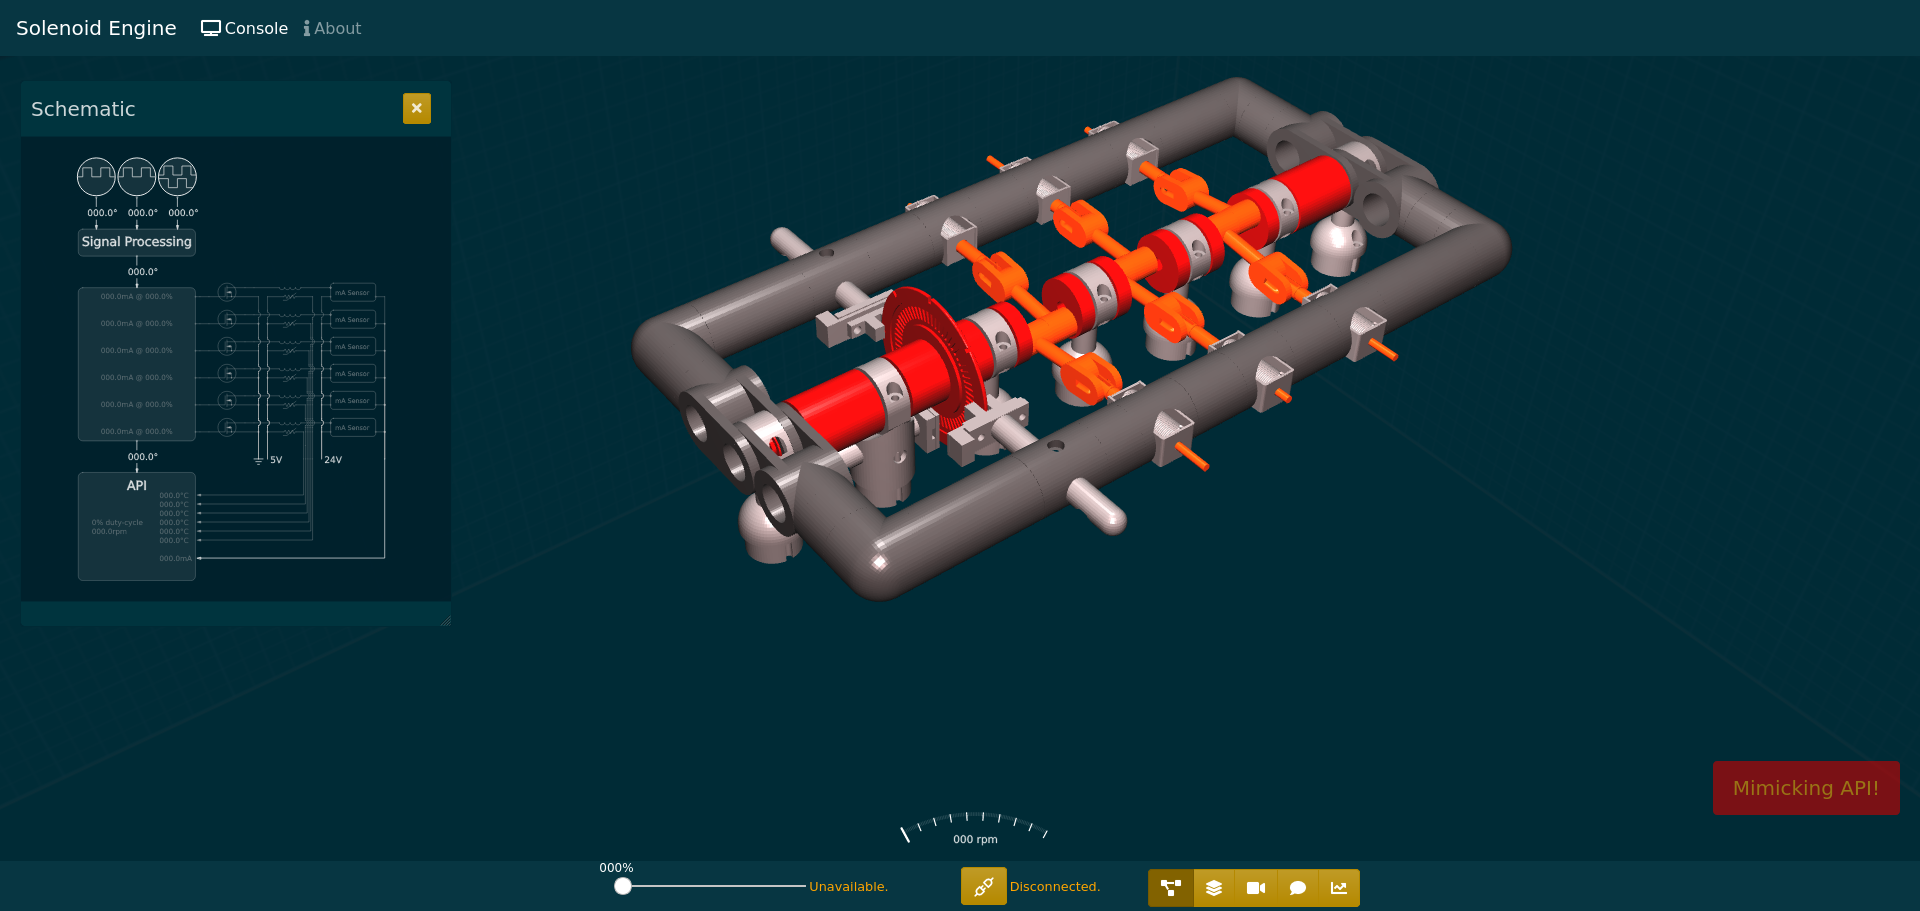 Solenoid Engine
Console
About
Schematic
000.0° 000.0° 000.0°
Signal Processing
000.0°
000.0mA @ 000.0%
000.0mA @ 000.0%
000.0mA @ 000.0%
000.0mA @ 000.0%
000.0mA @ 000.0%
000.0mA @ 000.0%
mA Sensor
mA Sensor
mA Sensor
mA Sensor
mA Sensor
mA Sensor
5V
24V
000.0°
API
0% duty-cycle
000.0rpm
000.0°C
000.0°C
000.0°C
000.0°C
000.0°C
000.0°C
000.0mA
Mimicking API!
000 rpm
000%
Unavailable.
Disconnected.